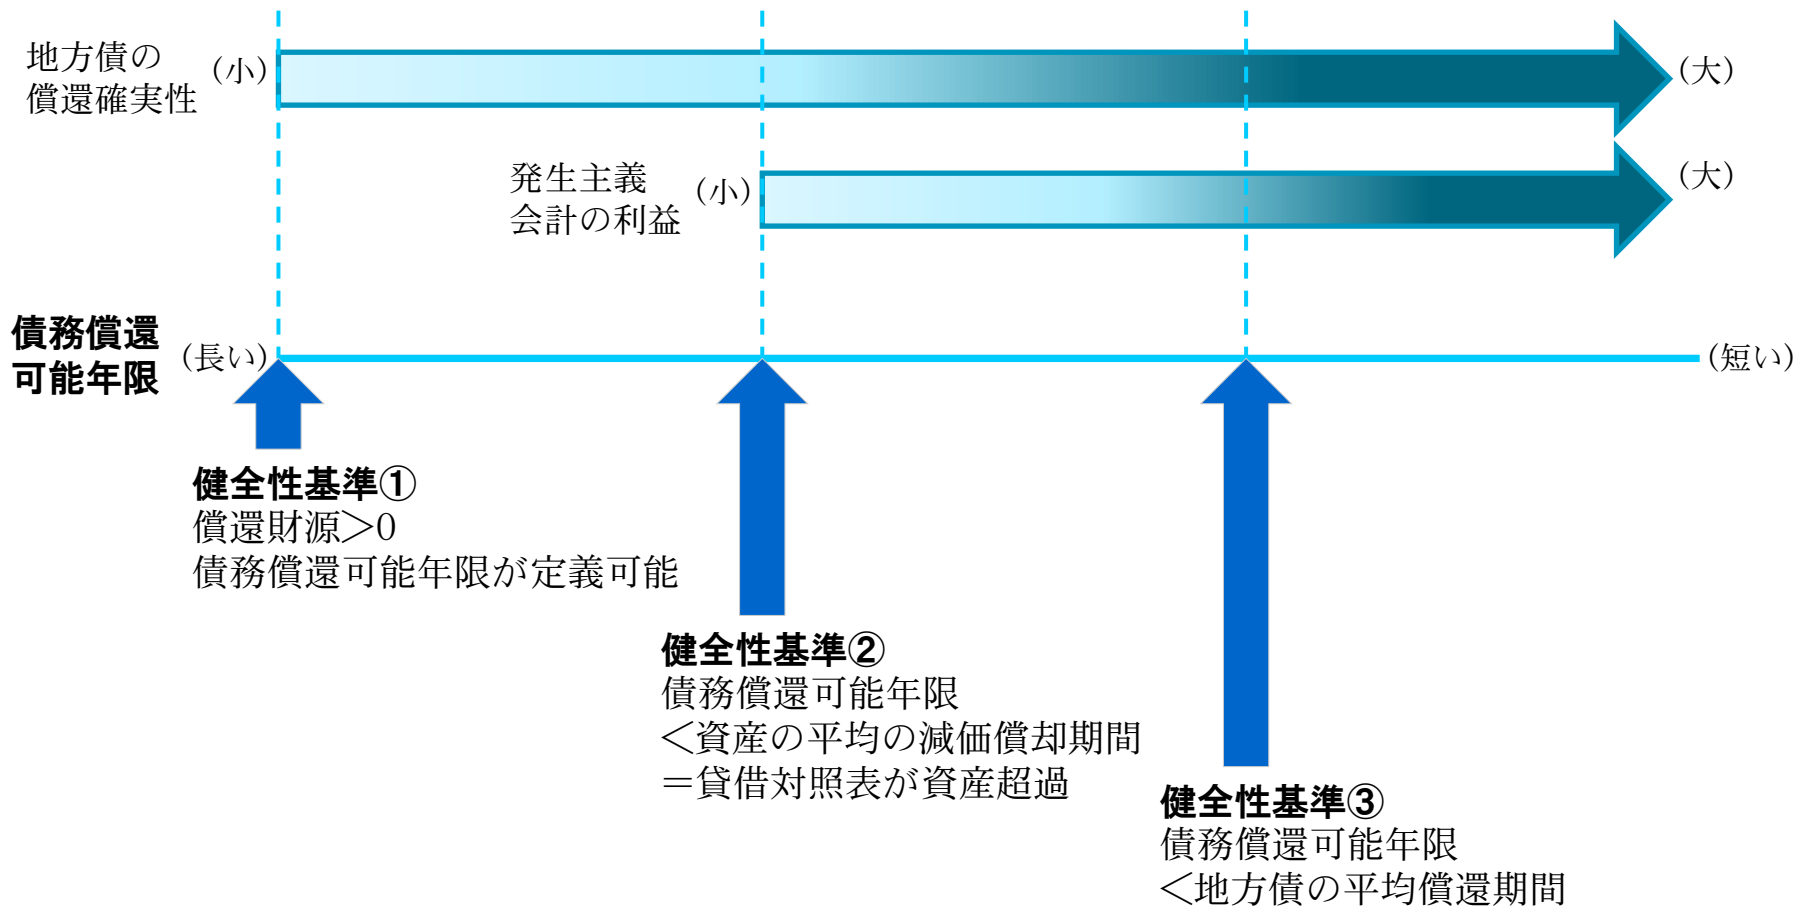 地方債の
償還確実性
(小)
(大)
発生主義
会計の利益
(小)
(大)
債務償還
可能年限
(長い)
(短い)
健全性基準①
償還財源＞0
債務償還可能年限が定義可能
健全性基準②
債務償還可能年限
＜資産の平均の減価償却期間
＝貸借対照表が資産超過
健全性基準③
債務償還可能年限
＜地方債の平均償還期間